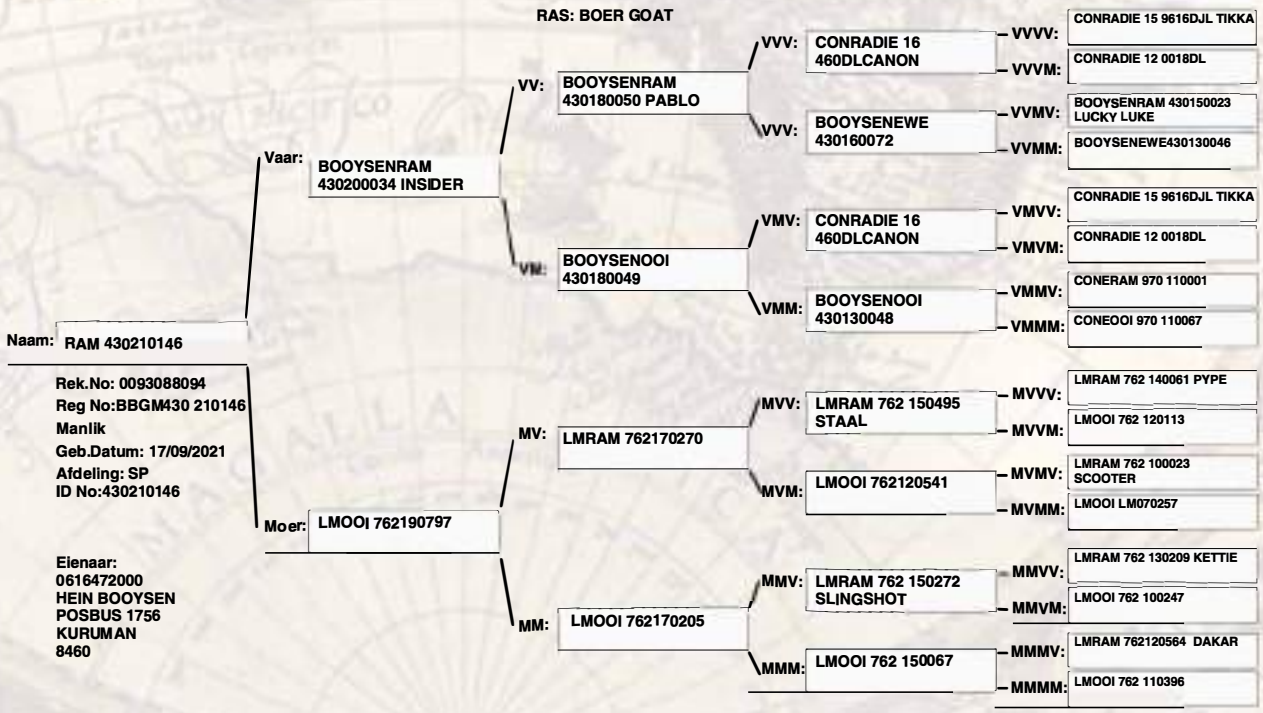 RAS: BOER GOAT
Naam: RAM 430210146
Rek.No: 0093088094
Reg No:BBGM430 210146
Manlik
Geb.Datum: 17/09/2021
Afdeling: SP
ID No:430210146
Eienaar:
0616472000
HEIN BOOYSEN
POSBUS 1756
KURUMAN
8460
Vaar: BOOYSENRAM
430200034 INSIDER
Moer: LMOOI 762190797
VV: BOOYSENRAM
430180050 PABLO
VM: BOOYSENOOI
430180049
MV: LMRAM 762170270
MM: LMOOI 762170205
VVV: CONRADIE 16
460DLCANON
VVV: BOOYSENEWE
430160072
VMV: CONRADIE 16
460DLCANON
VMM: BOOYSENOOI
430130048
MVV: LMRAM 762 150495
STAAL
MVM: LMOOI 762120541
MMV: LMRAM 762 150272
SLINGSHOT
MMM: LMOOI 762 150067
VVVV: CONRADIE 15 9616DJL TIKKA
VVVM: CONRADIE 12 0018DL
VVMV: BOOYSENRAM 430150023
LUCKY LUKE
VVMM: BOOYSENEWE430130046
VMVV: CONRADIE 15 9616DJL TIKKA
VMVM: CONRADIE 12 0018DL
VMMV: CONERAM 970 110001
VMMM: CONEOOI 970 110067
MVVV: LMRAM 762 140061 PYPE
MVVM: LMOOI 762 120113
MVMV: LMRAM 762 100023
SCOOTER
MVMM: LMOOI LM070257
MMVV: LMRAM 762 130209 KETTIE
MMVM: LMOOI 762 100247
MMMV: LMRAM 762120564 DAKAR
MMMM: LMOOI 762 110396